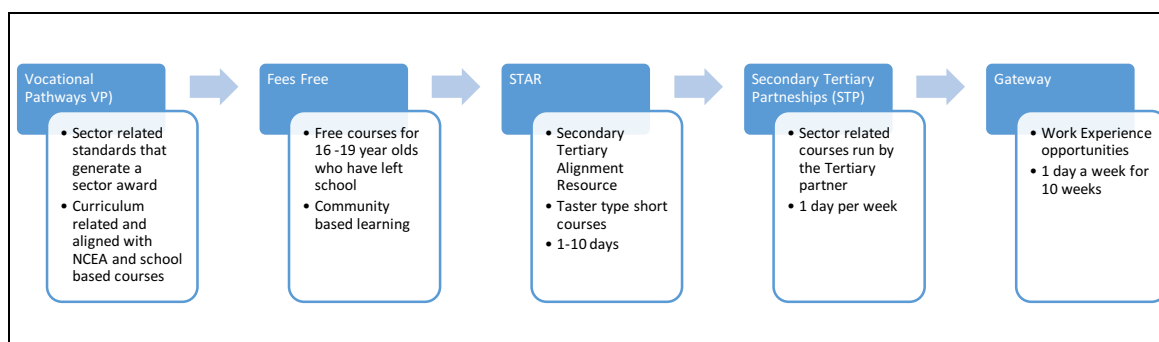 Vocational
Pathways VP)
• Sector related
standards that
generate a
sector award
• Curriculum
related and
aligned with
NCEA and school
based courses
Fees Free
• Free courses for
16 -19 year olds
who have left
school
• Community
based learning
STAR
• Secondary
Tertiary
Alignment
Resource
• Taster type short
courses
• 1-10 days
Secondary Tertiary
Partneships (STP)
• Sector related
courses run by
the Tertiary
partner
• 1 day per week
Gateway
• Work Experience
opportunities
• 1 day a week for
10 weeks